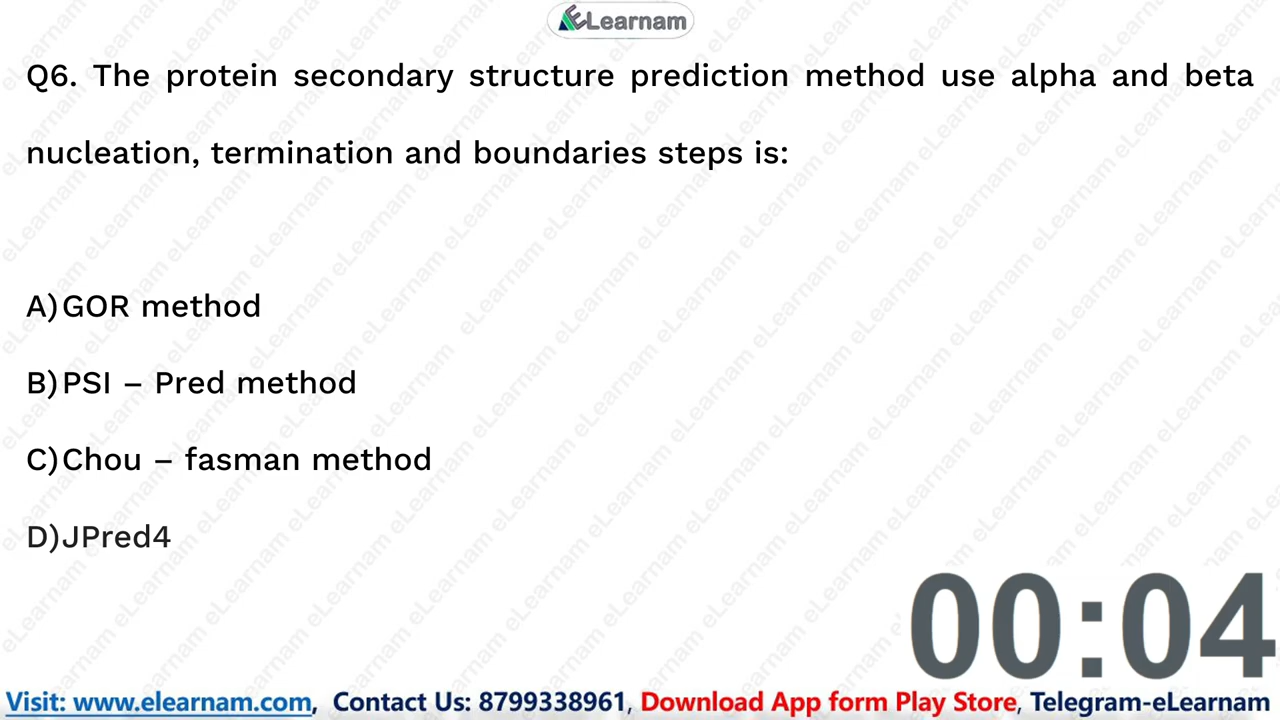 eLearnam
Q6. The protein secondary structure prediction method use alpha and beta
nucleation, termination and boundaries steps is:
A)GOR method
B)PSI – Pred method
C)Chou – fasman method
D)JPred4
00:04
Visit: www.elearnam.com, Contact Us: 8799338961, Download App form Play Store, Telegram-eLearnam